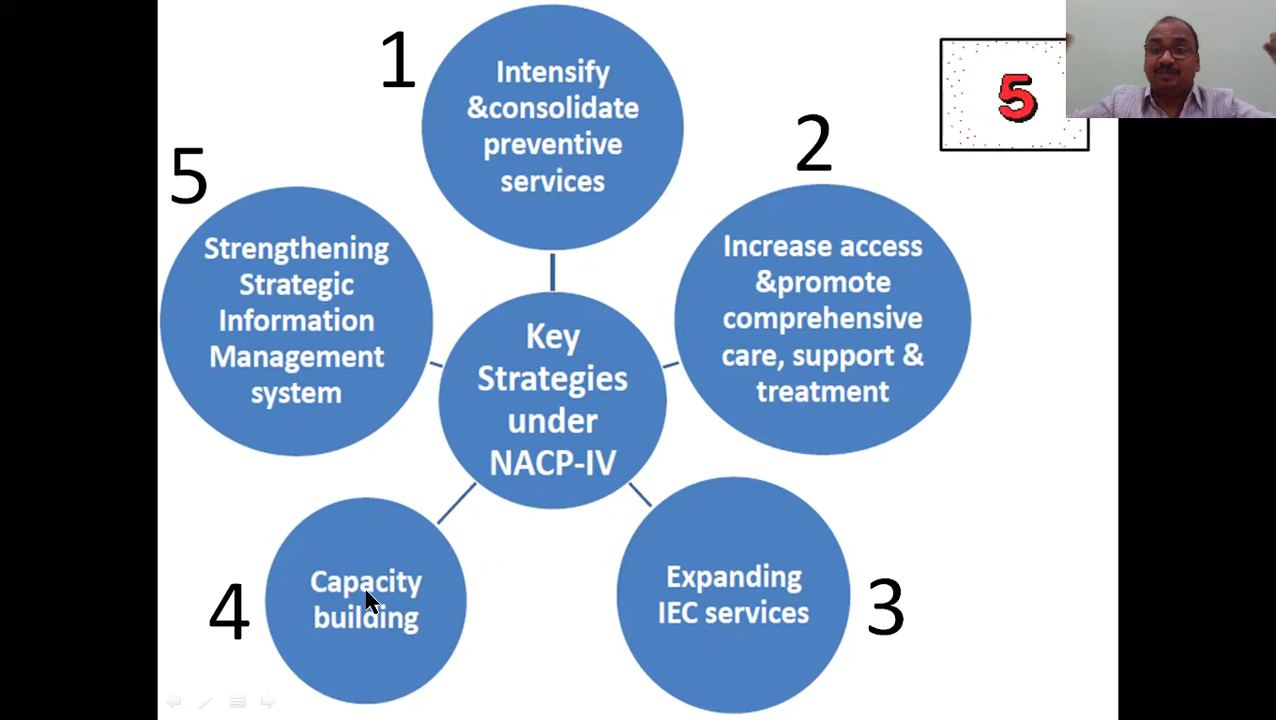 1
Intensify
&consolidate
preventive
services
5
2
Increase access
&promote
comprehensive
care, support &
treatment
5
Strengthening
Strategic
Information
Management
system
Key
Strategies
under
NACP-IV
4
Capacity
building
Expanding
IEC services
3